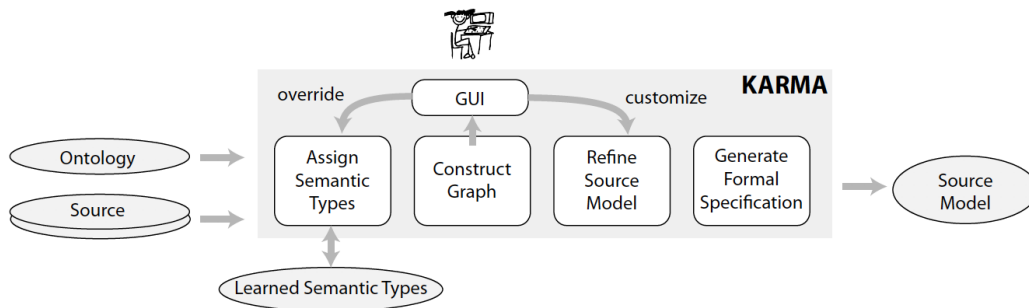 KARMA
override
GUI
customize
Ontology
Source
Assign
Semantic
Types
Construct
Graph
Refine
Source
Model
Generate
Formal
Specification
Source
Model
Learned Semantic Types